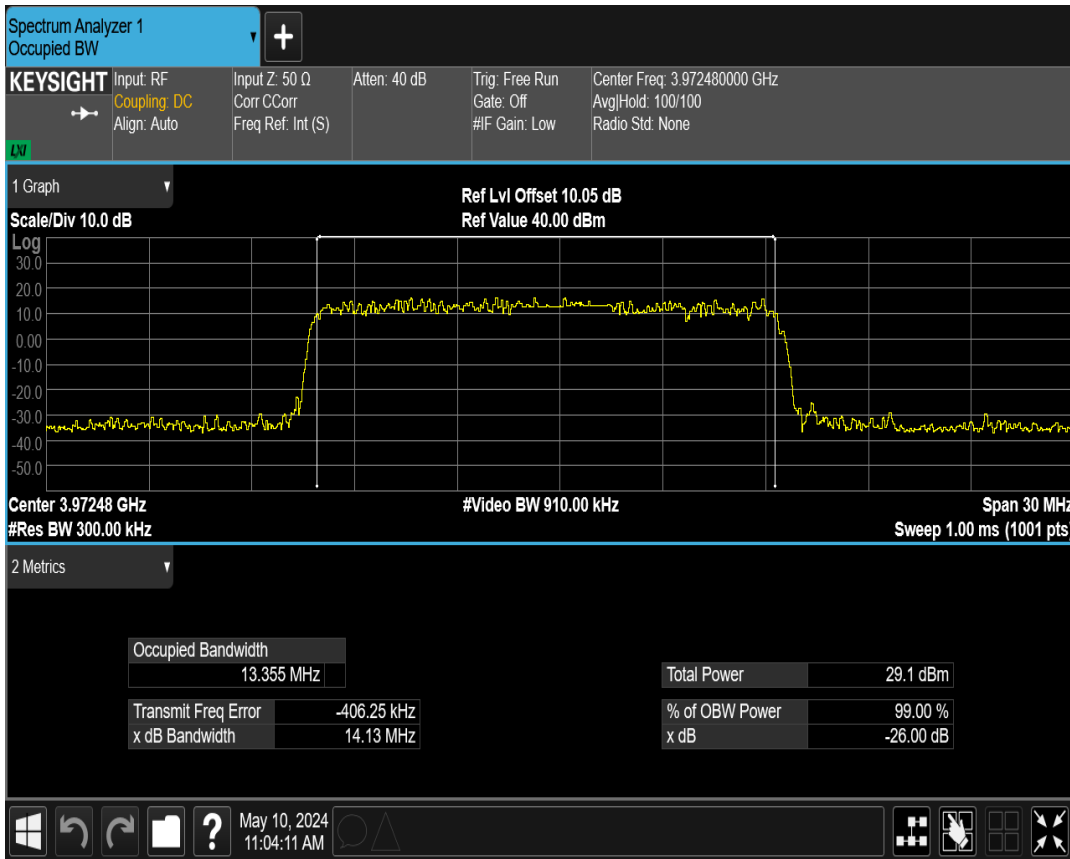 Spectrum Analyzer 1
Occupied BW
+
KEYSIGHT
LXI
Input: RF
Coupling: DC
Align: Auto
Input Z: 50 Ω
Corr CCorr
Freq Ref: Int (S)
Atten: 40 dB
Trig: Free Run
Gate: Off
#IF Gain: Low
Center Freq: 3.972480000 GHz
Avg|Hold: 100/100
Radio Std: None
1 Graph
Scale/Div 10.0 dB
Ref Lvl Offset 10.05 dB
Ref Value 40.00 dBm
Log
30.0
20.0
10.0
0.00
-10.0
-20.0
-30.0
-40.0
-50.0
Center 3.97248 GHz
#Video BW 910.00 kHz
Span 30 MHz
#Res BW 300.00 kHz
Sweep 1.00 ms (1001 pts)
2 Metrics
Occupied Bandwidth
13.355 MHz
Total Power 29.1 dBm
Transmit Freq Error -406.25 kHz
% of OBW Power 99.00 %
x dB Bandwidth 14.13 MHz
x dB -26.00 dB
?
May 10, 2024
11:04:11 AM